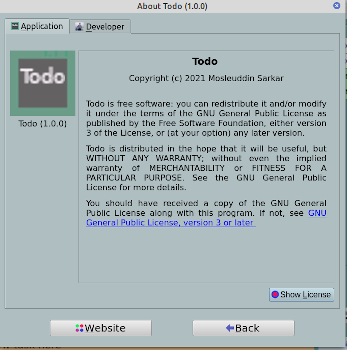 About Todo (1.0.0)
Application
Developer
Todo
Todo (1.0.0)
Todo
Copyright (c) 2021 Mosleuddin Sarkar
Todo is free software: you can redistribute it and/or modify
it under the terms of the GNU General Public License as
published by the Free Software Foundation, either version
3 of the License, or (at your option) any later version.
Todo is distributed in the hope that it will be useful, but
WITHOUT ANY WARRANTY; without even the implied
warranty of MERCHANTABILITY or FITNESS FOR A
PARTICULAR PURPOSE. See the GNU General Public
License for more details.
You should have received a copy of the GNU General
Public License along with this program. If not, see GNU
General Public License, version 3 or later.
Show License
Website
Back